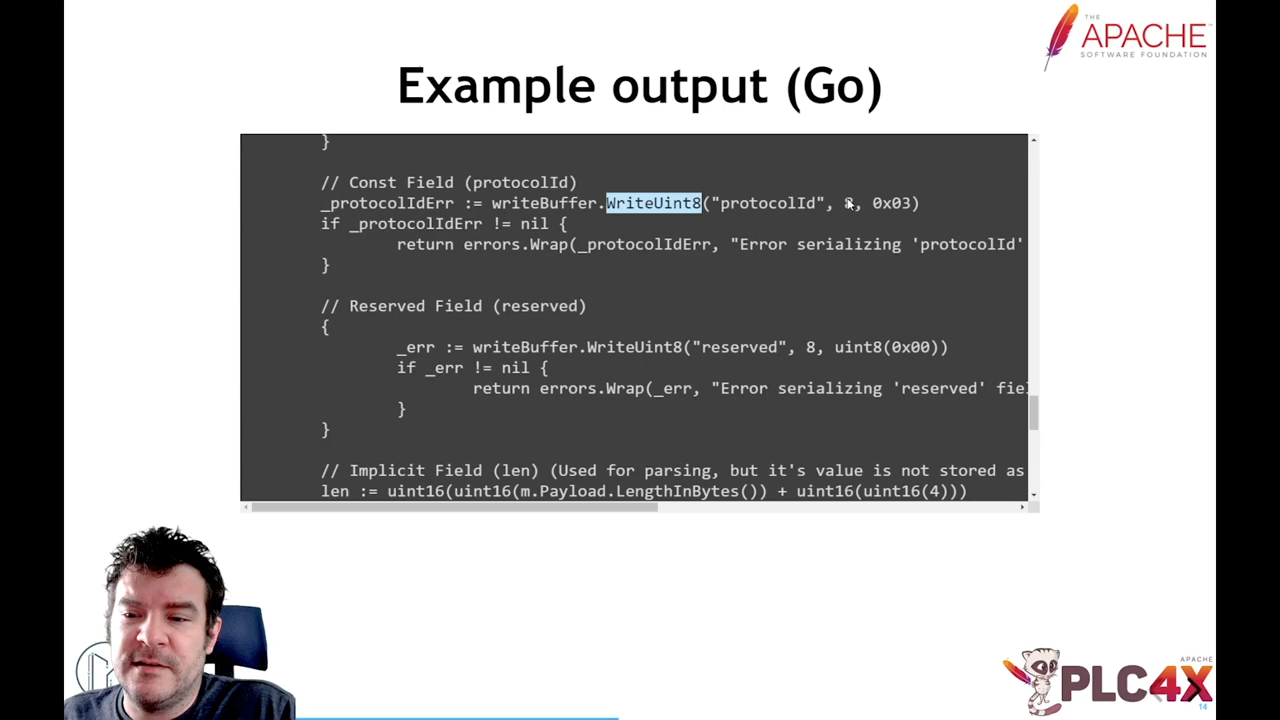 THE
APACHE
SOFTWARE FOUNDATION
Example output (Go)
}
// Const Field (protocolId)
_protocolIdErr := writeBuffer.WriteUint8("protocolId", 8, 0x03)
if _protocolIdErr != nil {
return errors.Wrap(_protocolIdErr, "Error serializing 'protocolId'
}
// Reserved Field (reserved)
{
_err := writeBuffer.WriteUint8("reserved", 8, uint8(0x00))
if _err != nil {
return errors.Wrap(_err, "Error serializing 'reserved' fiel
}
}
// Implicit Field (len) (Used for parsing, but it's value is not stored as
len := uint16(uint16(m.Payload.LengthInBytes()) + uint16(uint16(4)))
APACHE
PLC4X
14